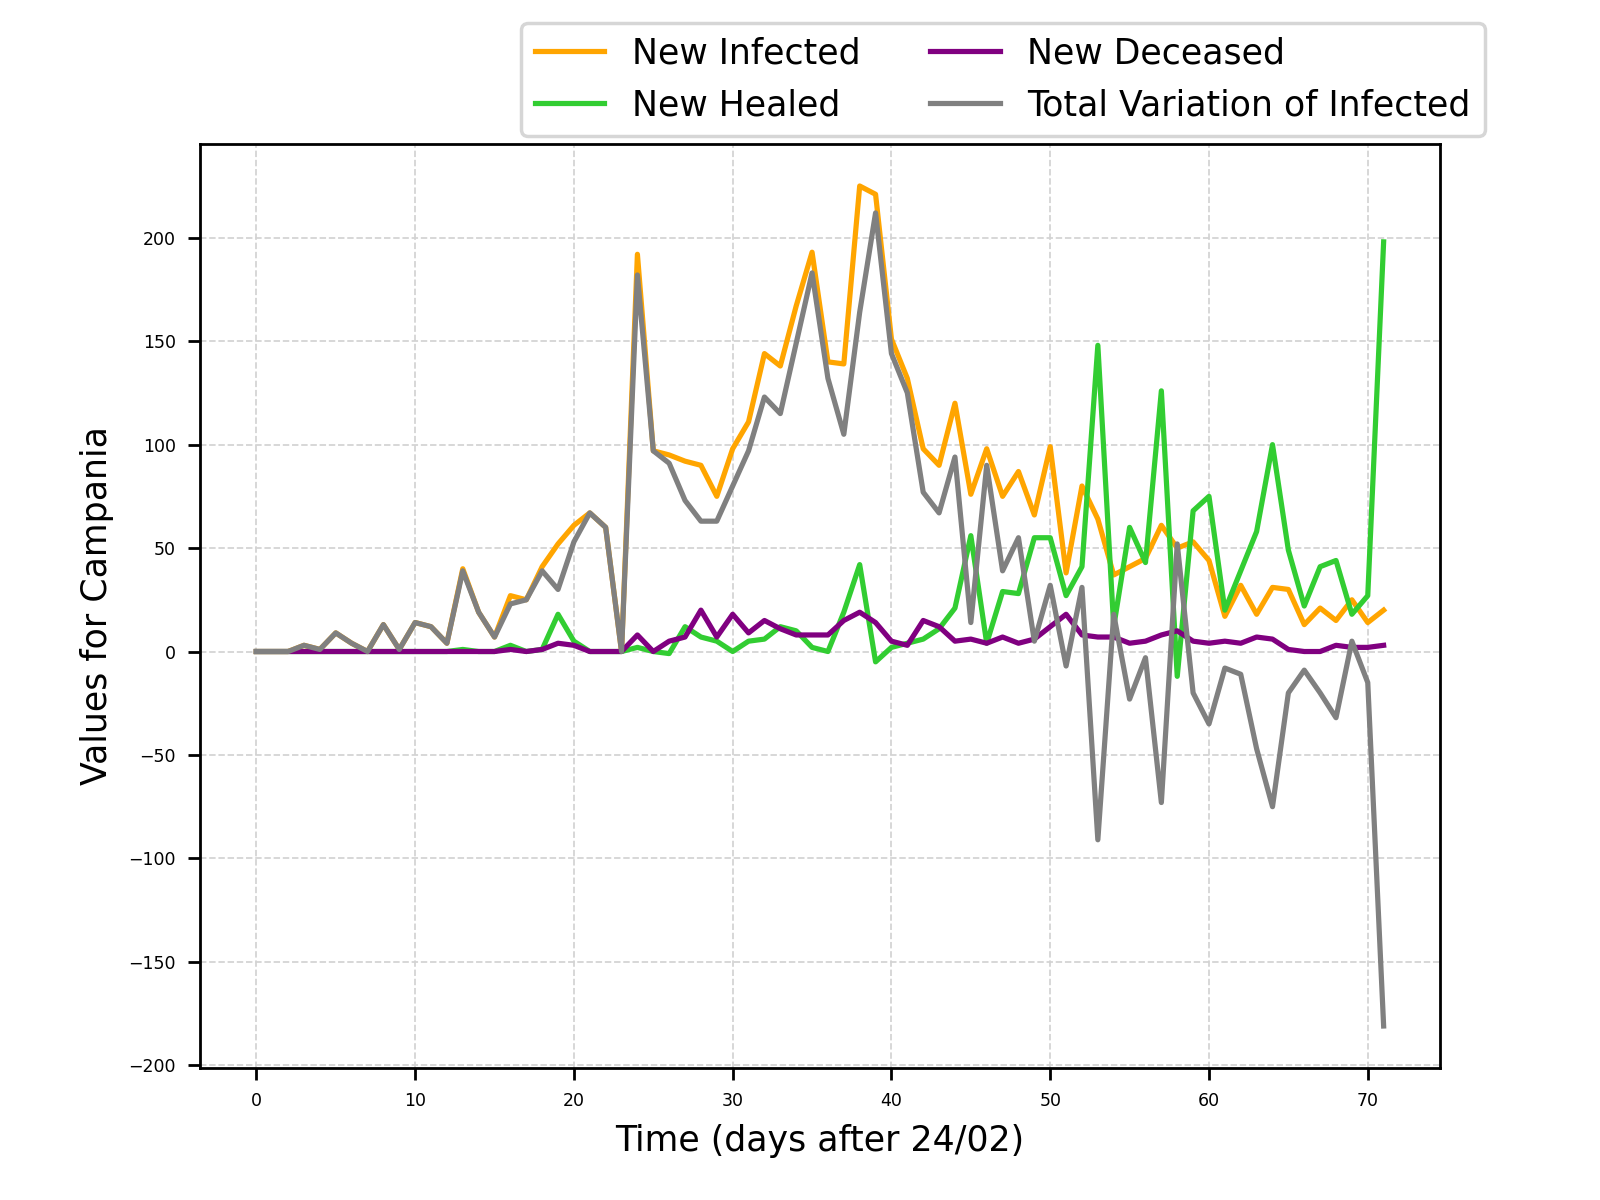 New Infected
New Healed
New Deceased
Total Variation of Infected
Values for Campania
200
150
100
50
0
−50
−100
−150
−200
0 10 20 30 40 50 60 70
Time (days after 24/02)